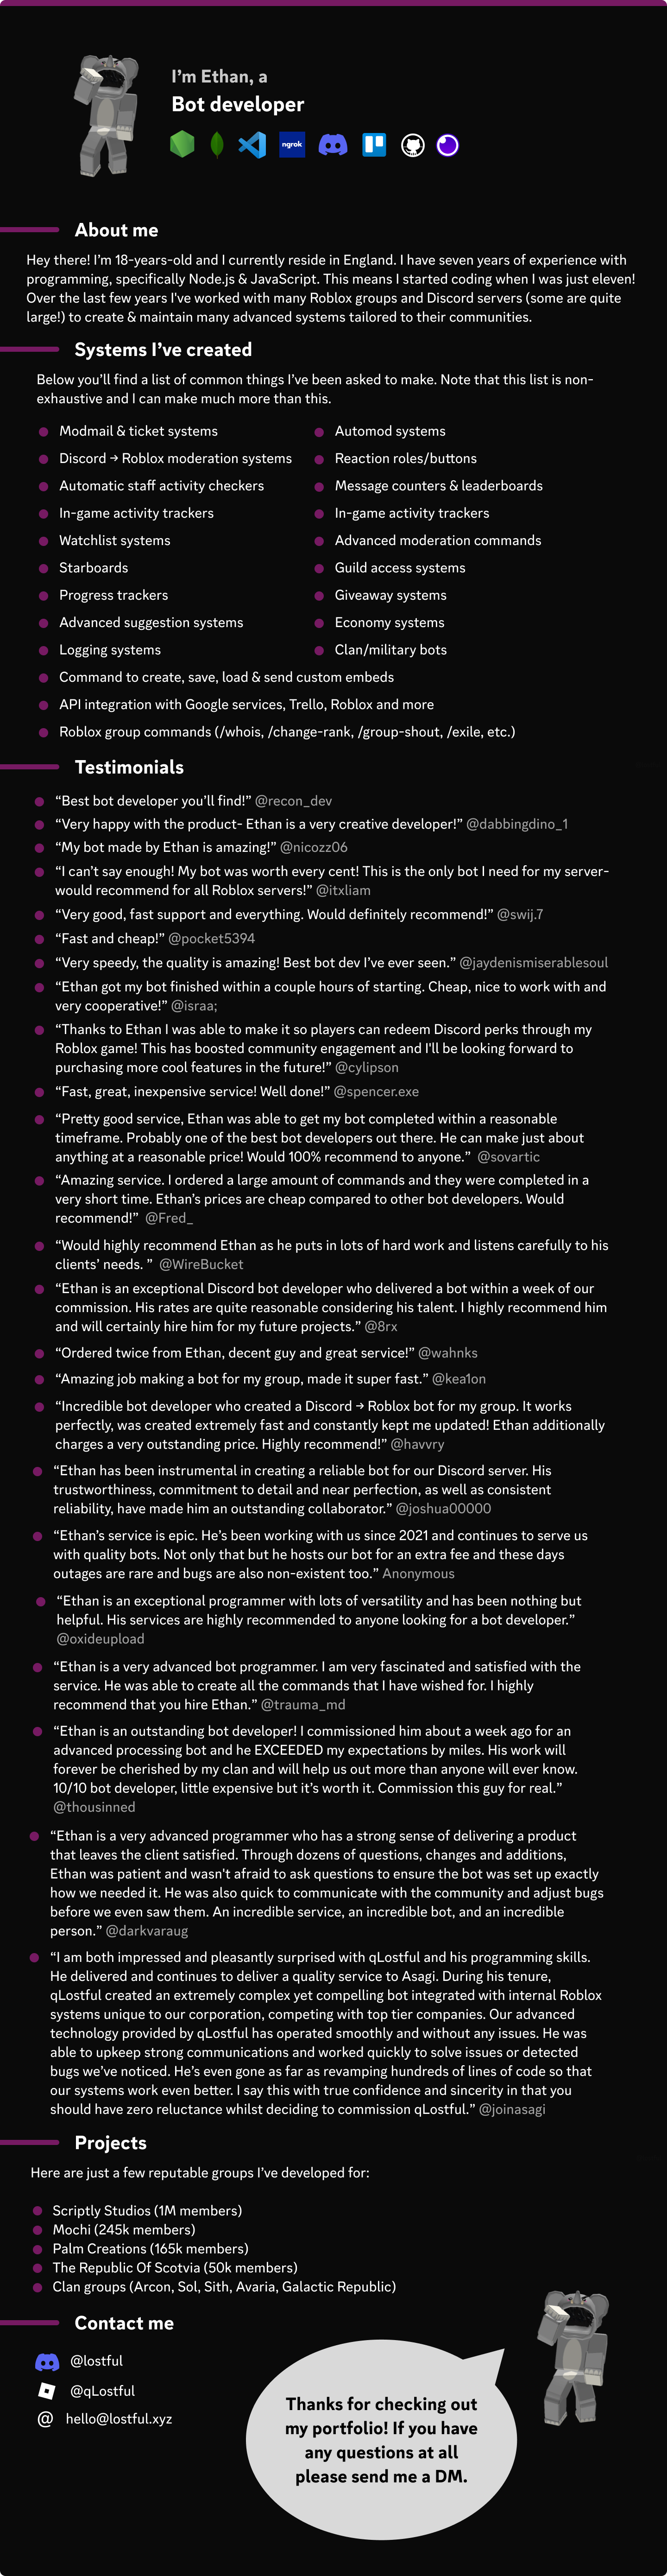 I’m Ethan, a
Bot developer
ngrok
About me
Hey there! I’m 18-years-old and I currently reside in England. I have seven years of experience with
programming, specifically Node.js & JavaScript. This means I started coding when I was just eleven!
Over the last few years I've worked with many Roblox groups and Discord servers (some are quite
large!) to create & maintain many advanced systems tailored to their communities.
Systems I’ve created
Below you’ll find a list of common things I’ve been asked to make. Note that this list is non-
exhaustive and I can make much more than this.
Modmail & ticket systems
Automod systems
Discord → Roblox moderation systems
Reaction roles/buttons
Automatic staff activity checkers
Message counters & leaderboards
In-game activity trackers
In-game activity trackers
Watchlist systems
Advanced moderation commands
Starboards
Guild access systems
Progress trackers
Giveaway systems
Advanced suggestion systems
Economy systems
Logging systems
Clan/military bots
Command to create, save, load & send custom embeds
API integration with Google services, Trello, Roblox and more
Roblox group commands (/whois, /change-rank, /group-shout, /exile, etc.)
Testimonials
“Best bot developer you’ll find!” @recon_dev
“Very happy with the product- Ethan is a very creative developer!” @dabbingdino_1
“My bot made by Ethan is amazing!” @nicozz06
“I can’t say enough! My bot was worth every cent! This is the only bot I need for my server-
would recommend for all Roblox servers!” @itxliam
“Very good, fast support and everything. Would definitely recommend!” @swij.7
“Fast and cheap!” @pocket5394
“Very speedy, the quality is amazing! Best bot dev I’ve ever seen.” @jaydenismiserablesoul
“Ethan got my bot finished within a couple hours of starting. Cheap, nice to work with and
very cooperative!” @israa;
“Thanks to Ethan I was able to make it so players can redeem Discord perks through my
Roblox game! This has boosted community engagement and I'll be looking forward to
purchasing more cool features in the future!” @cylipson
“Fast, great, inexpensive service! Well done!” @spencer.exe
“Pretty good service, Ethan was able to get my bot completed within a reasonable
timeframe. Probably one of the best bot developers out there. He can make just about
anything at a reasonable price! Would 100% recommend to anyone.” @sovartic
“Amazing service. I ordered a large amount of commands and they were completed in a
very short time. Ethan’s prices are cheap compared to other bot developers. Would
recommend!” @Fred_
“Would highly recommend Ethan as he puts in lots of hard work and listens carefully to his
clients’ needs. ” @WireBucket
“Ethan is an exceptional Discord bot developer who delivered a bot within a week of our
commission. His rates are quite reasonable considering his talent. I highly recommend him
and will certainly hire him for my future projects.” @8rx
“Ordered twice from Ethan, decent guy and great service!” @wahnks
“Amazing job making a bot for my group, made it super fast.” @kea1on
“Incredible bot developer who created a Discord → Roblox bot for my group. It works
perfectly, was created extremely fast and constantly kept me updated! Ethan additionally
charges a very outstanding price. Highly recommend!” @havvry
“Ethan has been instrumental in creating a reliable bot for our Discord server. His
trustworthiness, commitment to detail and near perfection, as well as consistent
reliability, have made him an outstanding collaborator.” @joshua00000
“Ethan’s service is epic. He’s been working with us since 2021 and continues to serve us
with quality bots. Not only that but he hosts our bot for an extra fee and these days
outages are rare and bugs are also non-existent too.” Anonymous
“Ethan is an exceptional programmer with lots of versatility and has been nothing but
helpful. His services are highly recommended to anyone looking for a bot developer.”
@oxideupload
“Ethan is a very advanced bot programmer. I am very fascinated and satisfied with the
service. He was able to create all the commands that I have wished for. I highly
recommend that you hire Ethan.” @trauma_md
“Ethan is an outstanding bot developer! I commissioned him about a week ago for an
advanced processing bot and he EXCEEDED my expectations by miles. His work will
forever be cherished by my clan and will help us out more than anyone will ever know.
10/10 bot developer, little expensive but it’s worth it. Commission this guy for real.”
@thousinned
“Ethan is a very advanced programmer who has a strong sense of delivering a product
that leaves the client satisfied. Through dozens of questions, changes and additions,
Ethan was patient and wasn't afraid to ask questions to ensure the bot was set up exactly
how we needed it. He was also quick to communicate with the community and adjust bugs
before we even saw them. An incredible service, an incredible bot, and an incredible
person.” @darkvaraug
“I am both impressed and pleasantly surprised with qLostful and his programming skills.
He delivered and continues to deliver a quality service to Asagi. During his tenure,
qLostful created an extremely complex yet compelling bot integrated with internal Roblox
systems unique to our corporation, competing with top tier companies. Our advanced
technology provided by qLostful has operated smoothly and without any issues. He was
able to upkeep strong communications and worked quickly to solve issues or detected
bugs we’ve noticed. He’s even gone as far as revamping hundreds of lines of code so that
our systems work even better. I say this with true confidence and sincerity in that you
should have zero reluctance whilst deciding to commission qLostful.” @joinasagi
Projects
Here are just a few reputable groups I’ve developed for:
Scriptly Studios (1M members)
Mochi (245k members)
Palm Creations (165k members)
The Republic Of Scotvia (50k members)
Clan groups (Arcon, Sol, Sith, Avaria, Galactic Republic)
Contact me
@lostful
@qLostful
@ hello@lostful.xyz
Thanks for checking out
my portfolio! If you have
any questions at all
please send me a DM.